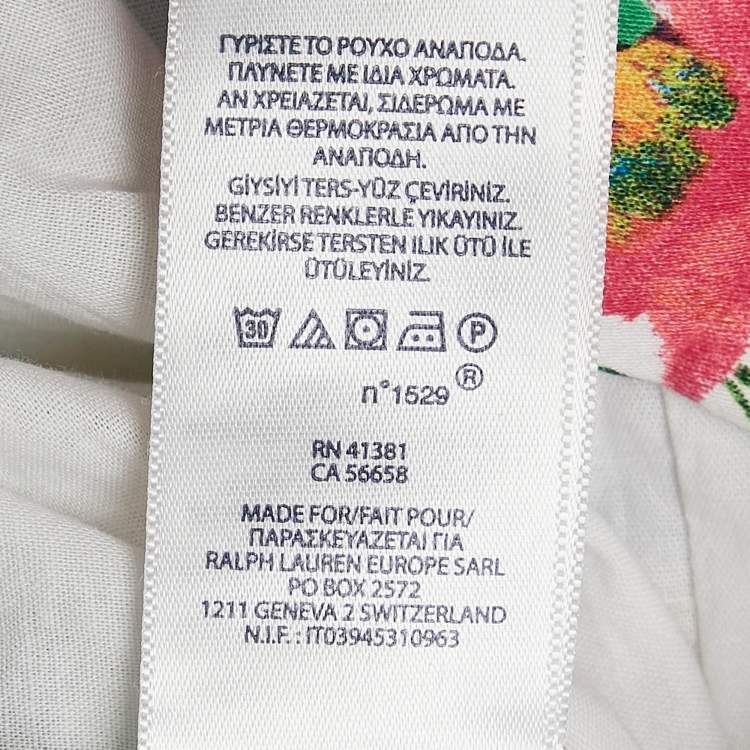 ΓΥΡΙΣΤΕ ΤΟ ΡΟΥΧΟ ΑΝΑΠΟΔΑ.
ΠΛΥΝΕΤΕ ΜΕ ΙΔΙΑ ΧΡΩΜΑΤΑ.
ΑΝ ΧΡΕΙΑΖΕΤΑΙ, ΣΙΔΕΡΩΜΑ ΜΕ
ΜΕΤΡΙΑ ΘΕΡΜΟΚΡΑΣΙΑ ΑΠΟ ΤΗΝ
ΑΝΑΠΟΔΗ.
GİYSİYİ TERS-YÜZ ÇEVİRİNİZ.
BENZER RENKLERLE YIKAYINIZ.
GEREKİRSE TERSTEN ILIK ÜTÜ İLE
ÜTÜLEYİNİZ.
30 P
n°1529 ®
RN 41381
CA 56658
MADE FOR/FAIT POUR/
ΠΑΡΑΣΚΕΥΑΖΕΤΑΙ ΓΙΑ
RALPH LAUREN EUROPE SARL
PO BOX 2572
1211 GENEVA 2 SWITZERLAND
N.I.F. : IT03945310963